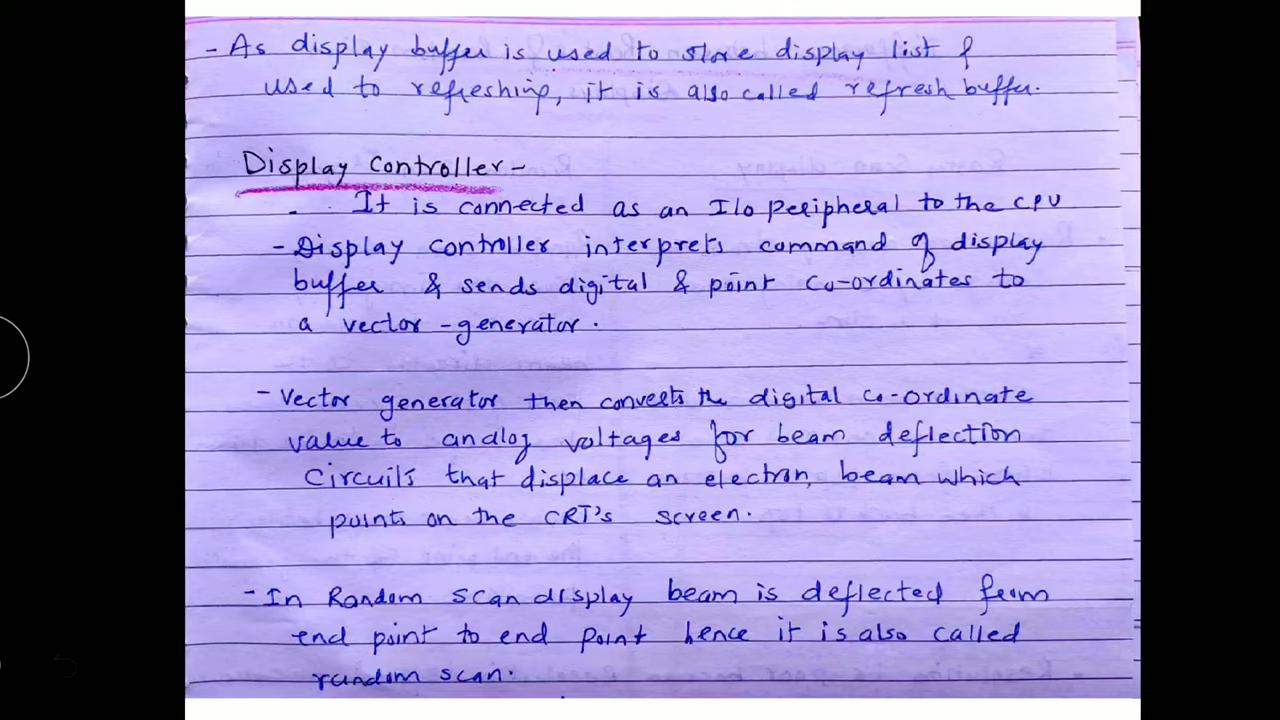 - As display buffer is used to store display list &
used to refreshing, it is also called refresh buffer.
Display Controller -
It is connected as an I/o peripheral to the CPU
- Display controller interprets command of display
buffer & sends digital & point co-ordinates to
a vector - generator.
- Vector generator then converts the digital co-ordinate
value to analog voltages for beam deflection
circuits that displace an electron beam which
points on the CRT's screen.
- In Random scan display beam is deflected from
end point to end point hence it is also called
random scan.